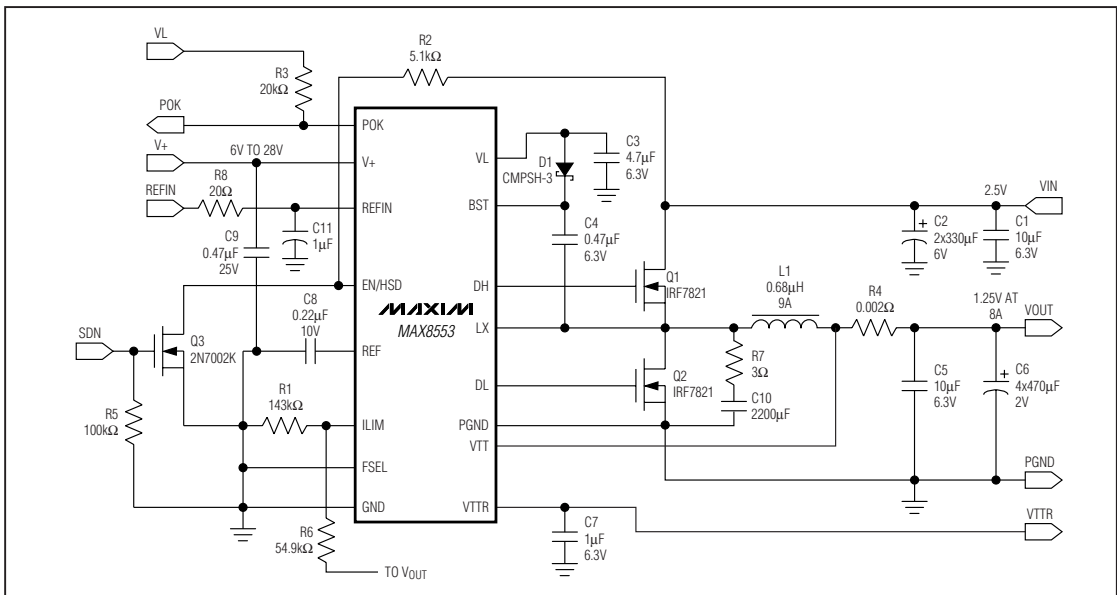 VL
R3
20kΩ
POK
V+
6V TO 28V
REFIN
R8
20Ω
C11
1µF
C9
0.47µF
25V
R2
5.1kΩ
POK
V+
REFIN
EN/HSD
REF
ILIM
FSEL
GND
MAXIM
MAX8553
VL
BST
DH
LX
DL
PGND
VTT
VTTR
C8
0.22µF
10V
SDN
Q3
2N7002K
R5
100kΩ
R1
143kΩ
R6
54.9kΩ
TO VOUT
D1
CMPSH-3
C3
4.7µF
6.3V
C4
0.47µF
6.3V
Q1
IRF7821
Q2
IRF7821
L1
0.68µH
9A
R7
3Ω
C10
2200µF
R4
0.002Ω
2.5V
VIN
C2
2x330µF
6V
C1
10µF
6.3V
1.25V AT
8A
VOUT
C5
10µF
6.3V
C6
4x470µF
2V
PGND
C7
1µF
6.3V
VTTR